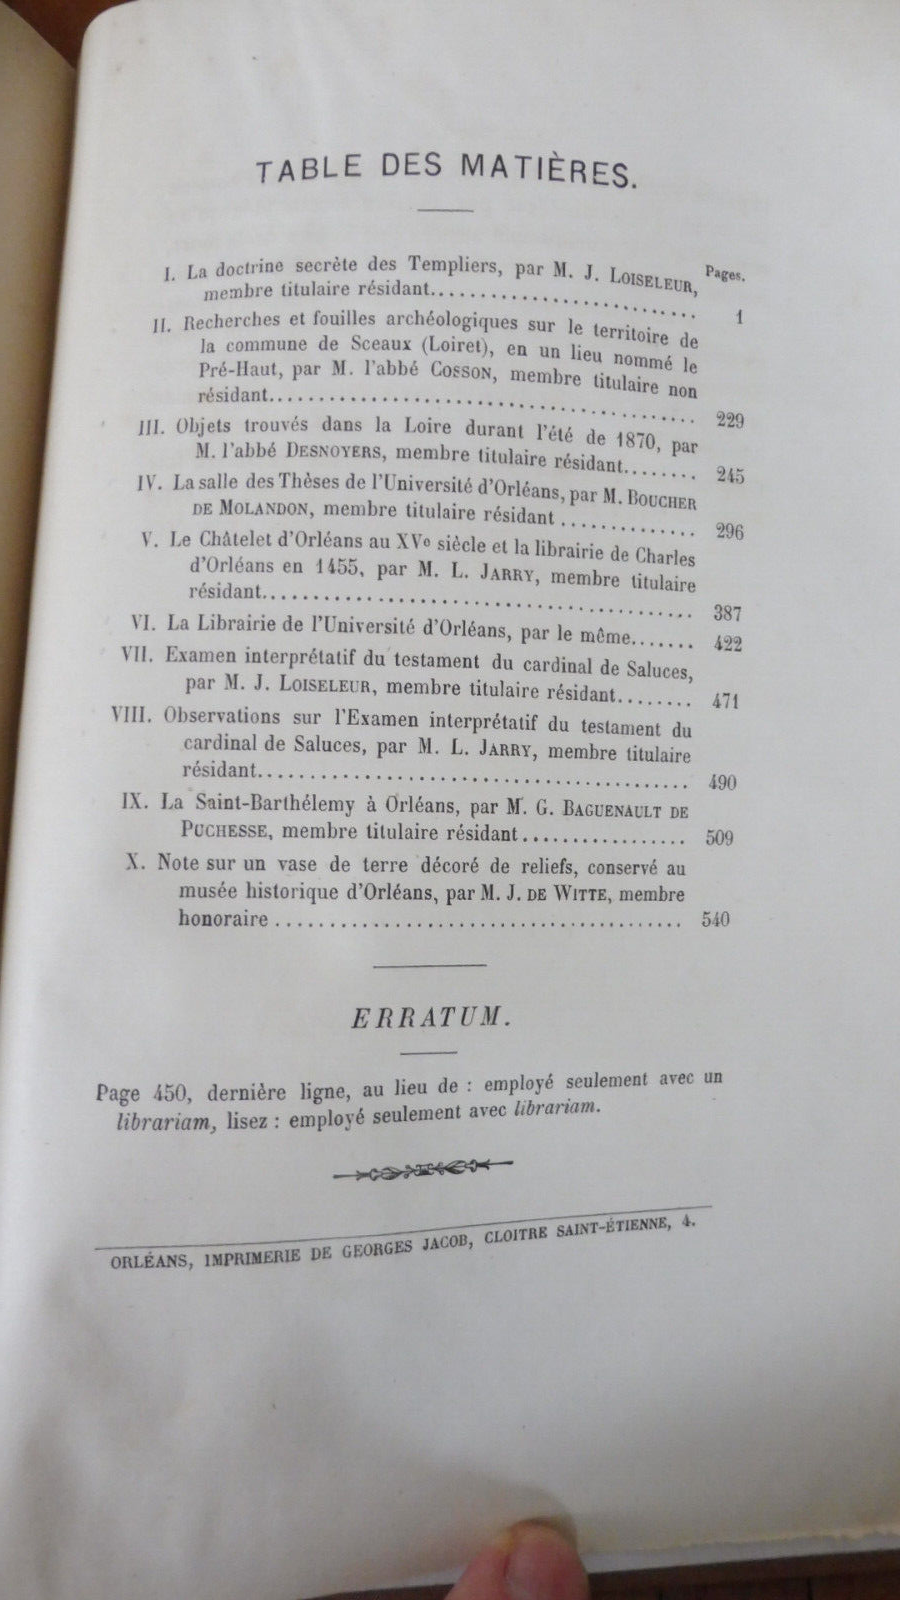 TABLE DES MATIÈRES.
Pages.
I. La doctrine secrète des Templiers, par M. J. LOISELEUR,
membre titulaire résidant.............................. 1
II. Recherches et fouilles archéologiques sur le territoire de
la commune de Sceaux (Loiret), en un lieu nommé le
Pré-Haut, par M. l'abbé COSSON, membre titulaire non
résidant................................................ 229
III. Objets trouvés dans la Loire durant l'été de 1870, par
M. l'abbé DESNOYERS, membre titulaire résidant........ 245
IV. La salle des Thèses de l'Université d'Orléans, par M. BOUCHER
DE MOLANDON, membre titulaire résidant .............. 296
V. Le Châtelet d'Orléans au XVe siècle et la librairie de Charles
d'Orléans en 1455, par M. L. JARRY, membre titulaire
résidant................................................ 387
VI. La Librairie de l'Université d'Orléans, par le même....... 422
VII. Examen interprétatif du testament du cardinal de Saluces,
par M. J. LOISELEUR, membre titulaire résidant........ 471
VIII. Observations sur l'Examen interprétatif du testament du
cardinal de Saluces, par M. L. JARRY, membre titulaire
résidant................................................ 490
IX. La Saint-Barthélemy à Orléans, par M. G. BAGUENAULT DE
PUCHESSE, membre titulaire résidant................. 509
X. Note sur un vase de terre décoré de reliefs, conservé au
musée historique d'Orléans, par M. J. DE WITTE, membre
honoraire .............................................. 540
ERRATUM.
Page 450, dernière ligne, au lieu de : employé seulement avec un
librariam, lisez : employé seulement avec librariam.
ORLÉANS, IMPRIMERIE DE GEORGES JACOB, CLOITRE SAINT-ÉTIENNE, 4.